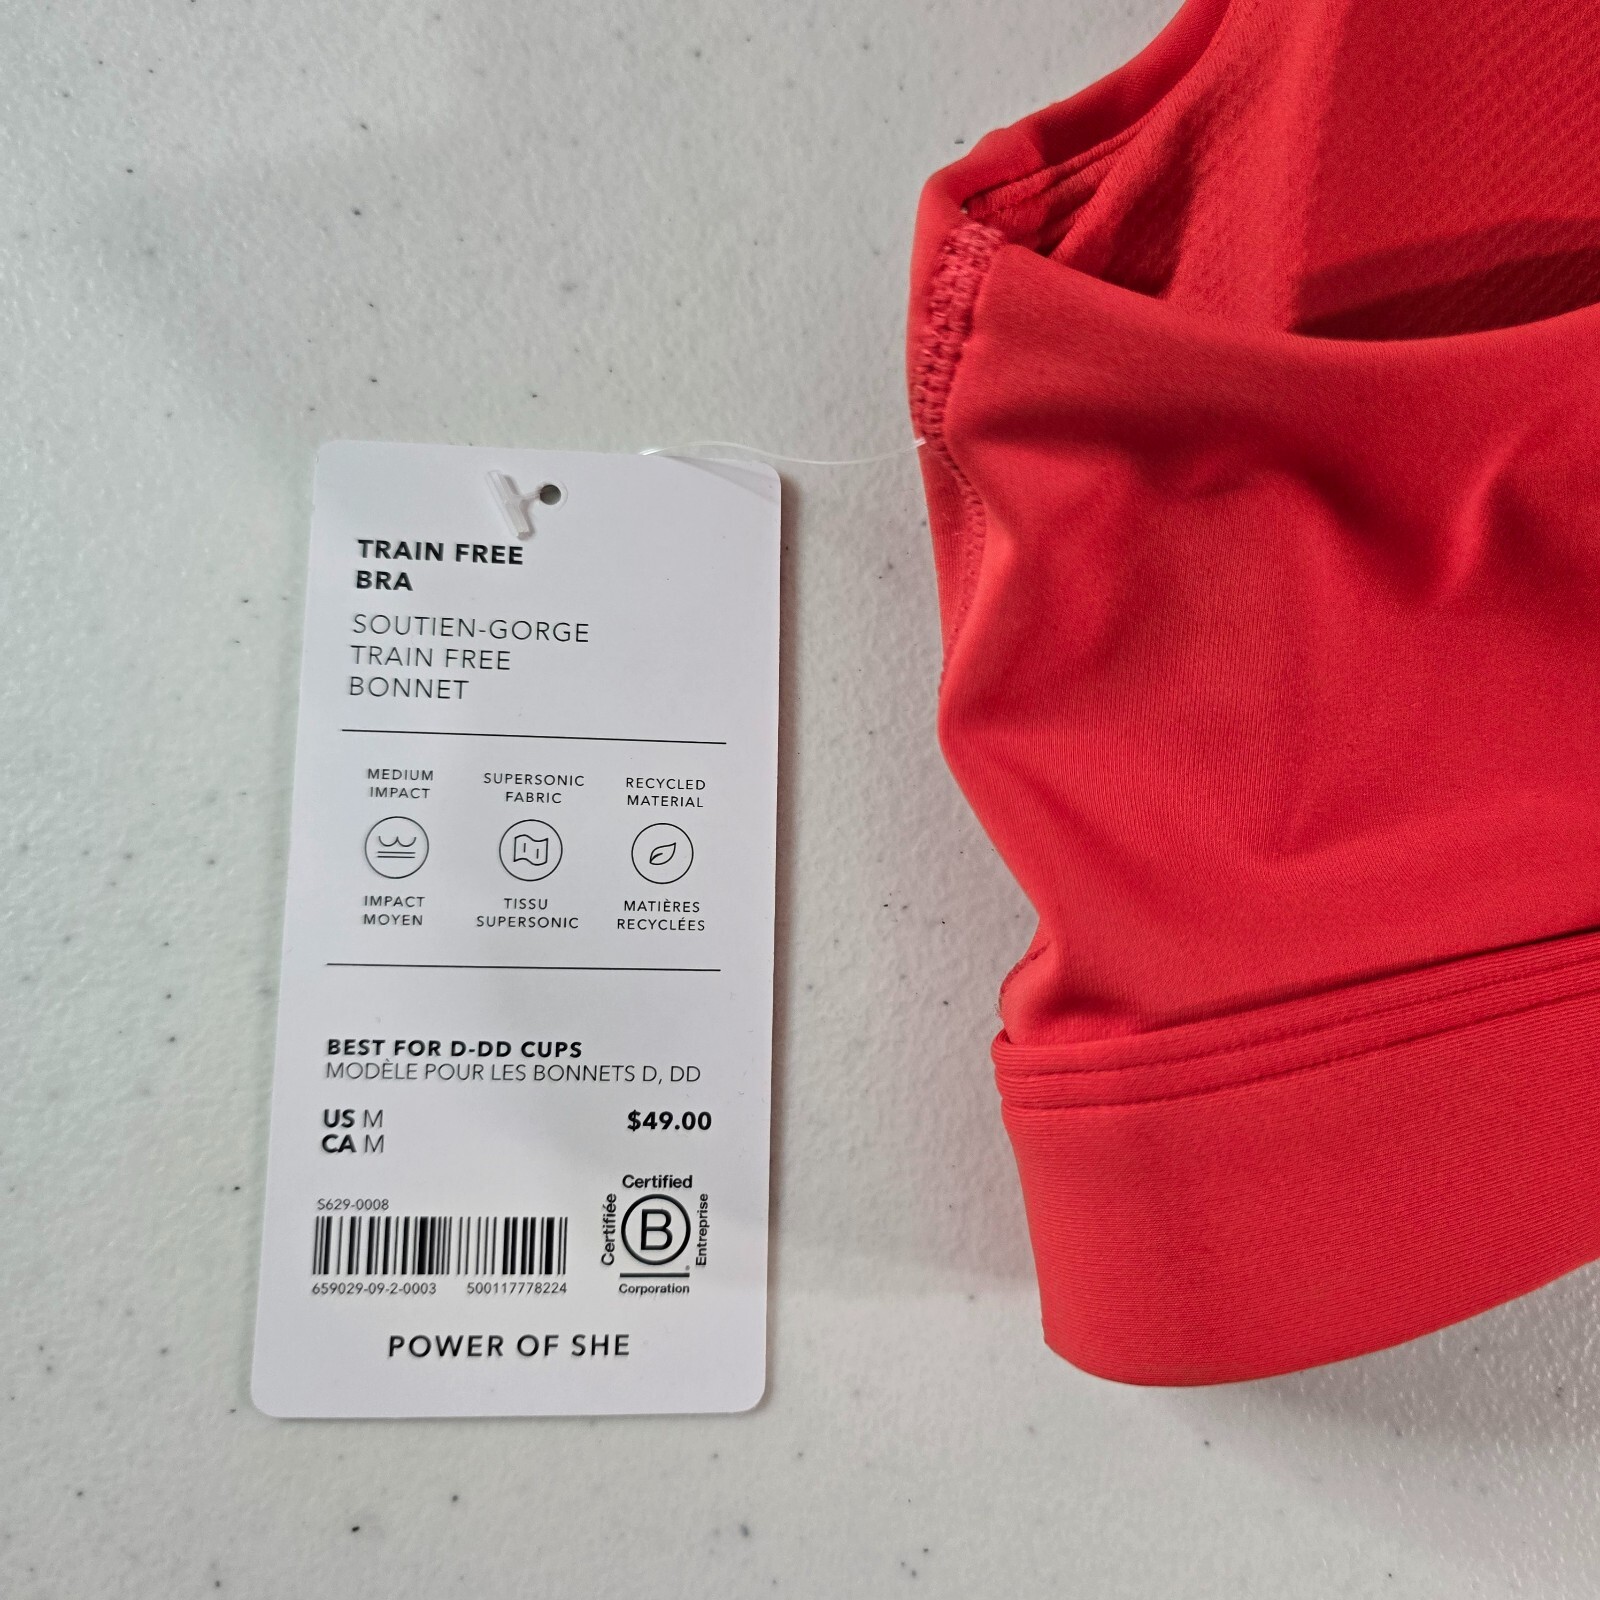 TRAIN FREE
BRA
SOUTIEN-GORGE
TRAIN FREE
BONNET
MEDIUM
IMPACT
SUPERSONIC
FABRIC
RECYCLED
MATERIAL
IMPACT
MOYEN
TISSU
SUPERSONIC
MATIÈRES
RECYCLÉES
BEST FOR D-DD CUPS
MODÈLE POUR LES BONNETS D, DD
US M
CA M
$49.00
S629-0008
659029-09-2-0003 500117778224
Certified
Certifiée
B
Entreprise
Corporation
POWER OF SHE